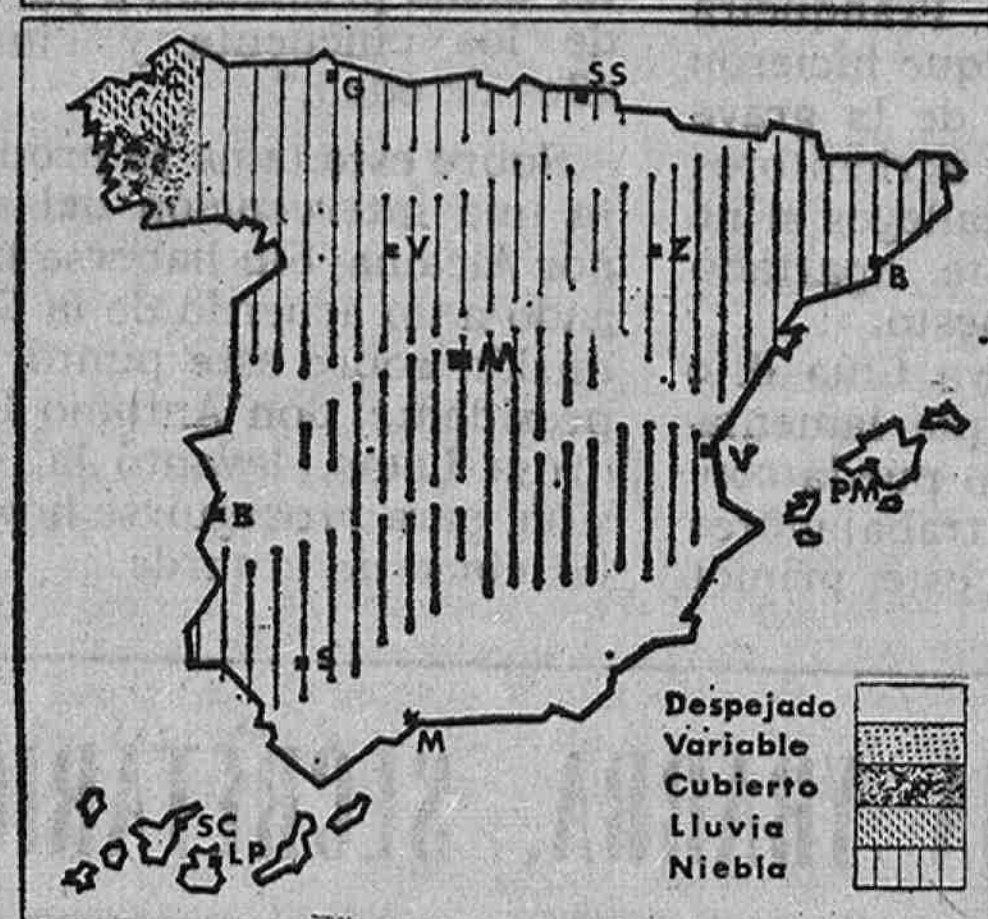 G
SS
V
Z
B
M
V
PM
B
S
M
SC
LP
Despejado
Variable
Cubierto
Lluvia
Niebla